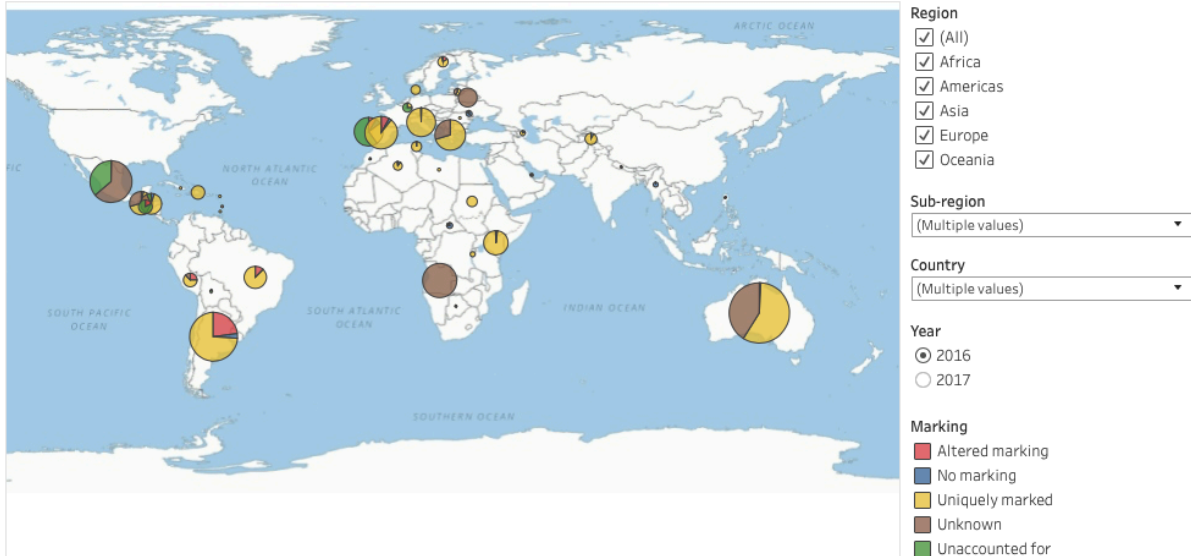 ARCTIC OCEAN
NORTH ATLANTIC
OCEAN
FIC
SOUTH PACIFIC
OCEAN
SOUTH ATLANTIC
OCEAN
INDIAN OCEAN
SOUTHERN OCEAN
Region
(All)
Africa
Americas
Asia
Europe
Oceania
Sub-region
(Multiple values)
Country
(Multiple values)
Year
2016
2017
Marking
Altered marking
No marking
Uniquely marked
Unknown
Unaccounted for